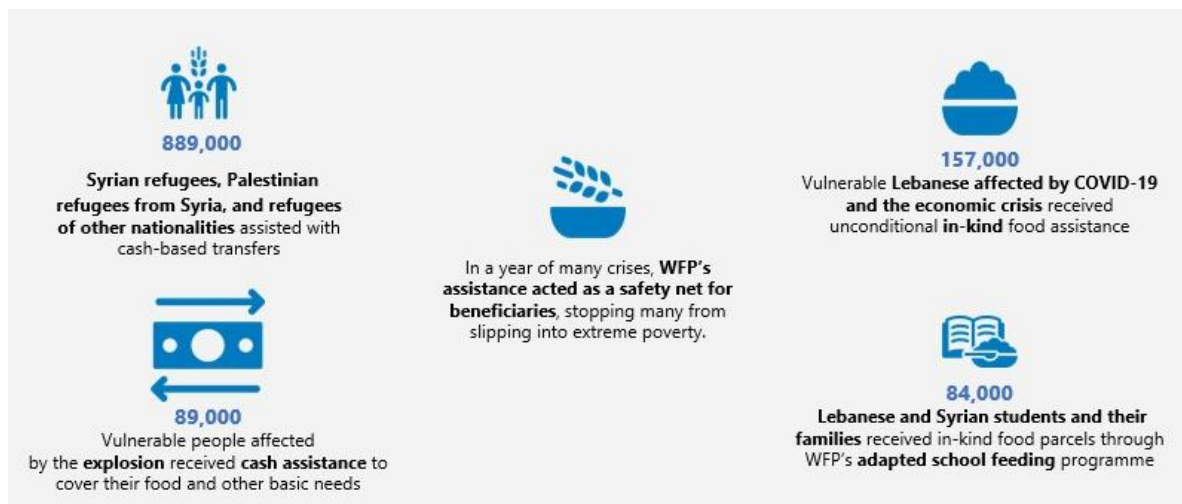 889,000
Syrian refugees, Palestinian
refugees from Syria, and refugees
of other nationalities assisted with
cash-based transfers
89,000
Vulnerable people affected
by the explosion received cash assistance to
cover their food and other basic needs
In a year of many crises, WFP's
assistance acted as a safety net for
beneficiaries, stopping many from
slipping into extreme poverty.
157,000
Vulnerable Lebanese affected by COVID-19
and the economic crisis received
unconditional in-kind food assistance
84,000
Lebanese and Syrian students and their
families received in-kind food parcels through
WFP's adapted school feeding programme